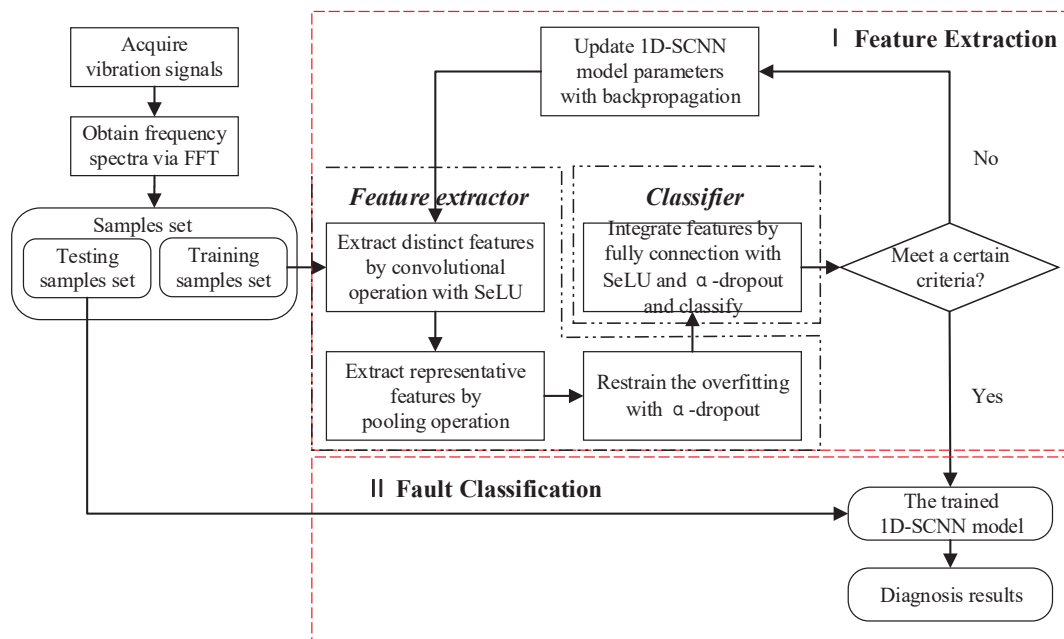 Acquire
vibration signals
Obtain frequency
spectra via FFT
Samples set
Testing
samples set
Training
samples set
Ⅰ Feature Extraction
Update 1D-SCNN
model parameters
with backpropagation
Feature extractor
Extract distinct features
by convolutional
operation with SeLU
Extract representative
features by
pooling operation
Restrain the overfitting
with α-dropout
Classifier
Integrate features by
fully connection with
SeLU and α-dropout
and classify
Meet a certain
criteria?
No
Yes
Ⅱ Fault Classification
The trained
1D-SCNN model
Diagnosis results